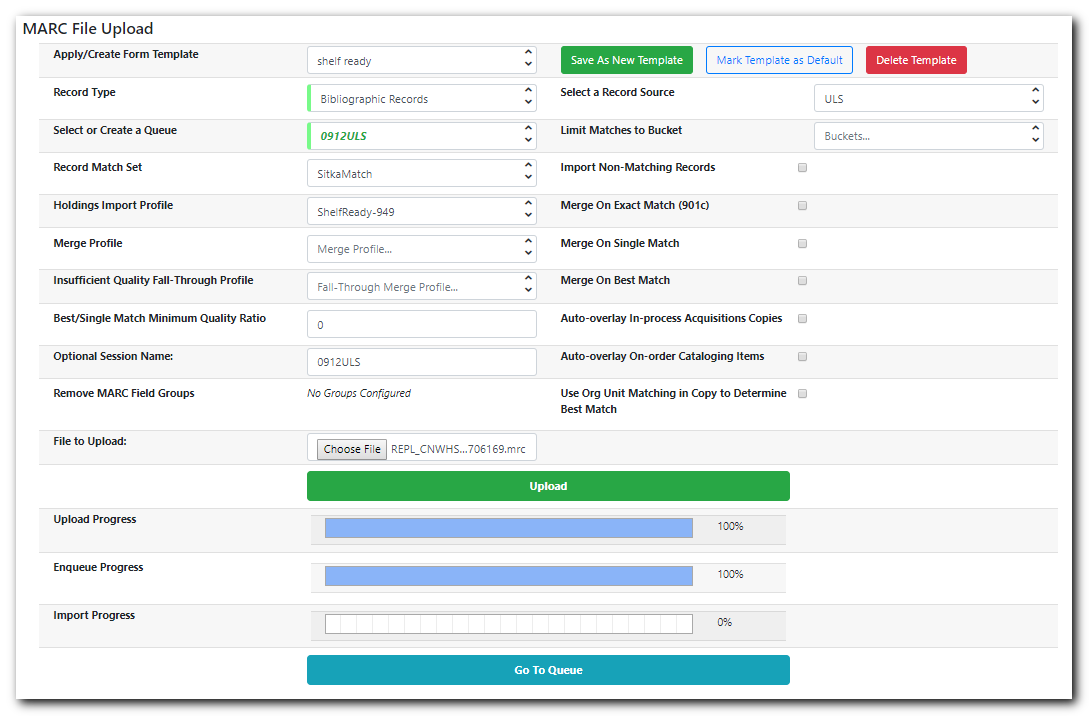 MARC File Upload
Apply/Create Form Template
shelf ready
Save As New Template
Mark Template as Default
Delete Template
Record Type
Bibliographic Records
Select a Record Source
ULS
Select or Create a Queue
0912ULS
Limit Matches to Bucket
Buckets...
Record Match Set
SitkaMatch
Import Non-Matching Records
Holdings Import Profile
ShelfReady-949
Merge On Exact Match (901c)
Merge Profile
Merge Profile...
Merge On Single Match
Insufficient Quality Fall-Through Profile
Fall-Through Merge Profile...
Merge On Best Match
Best/Single Match Minimum Quality Ratio
0
Auto-overlay In-process Acquisitions Copies
Optional Session Name:
0912ULS
Auto-overlay On-order Cataloging Items
Remove MARC Field Groups
No Groups Configured
Use Org Unit Matching in Copy to Determine
Best Match
File to Upload:
Choose File
REPL_CNWHS...706169.mrc
Upload
Upload Progress
100%
Enqueue Progress
100%
Import Progress
0%
Go To Queue